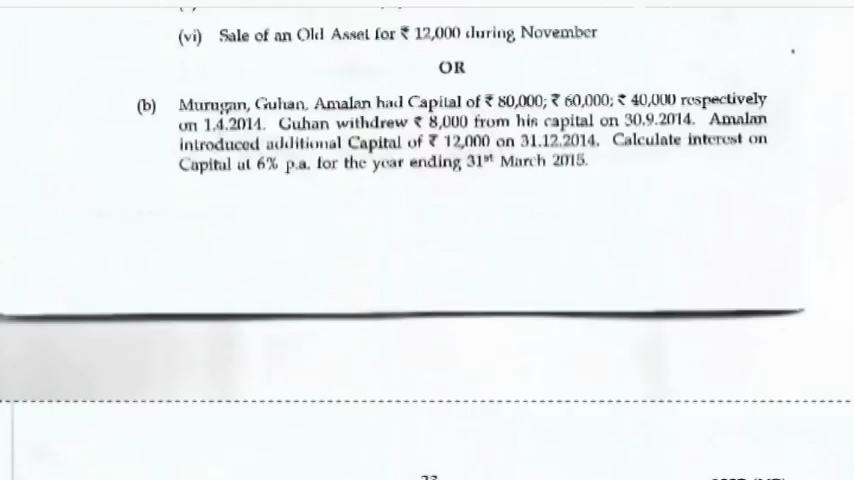 (vi) Sale of an Old Asset for ₹ 12,000 during November
OR
(b) Murugan, Guhan, Amalan had Capital of ₹ 80,000; ₹ 60,000; ₹ 40,000 respectively
on 1.4.2014. Guhan withdrew ₹ 8,000 from his capital on 30.9.2014. Amalan
introduced additional Capital of ₹ 12,000 on 31.12.2014. Calculate interest on
Capital at 6% p.a. for the year ending 31st March 2015.